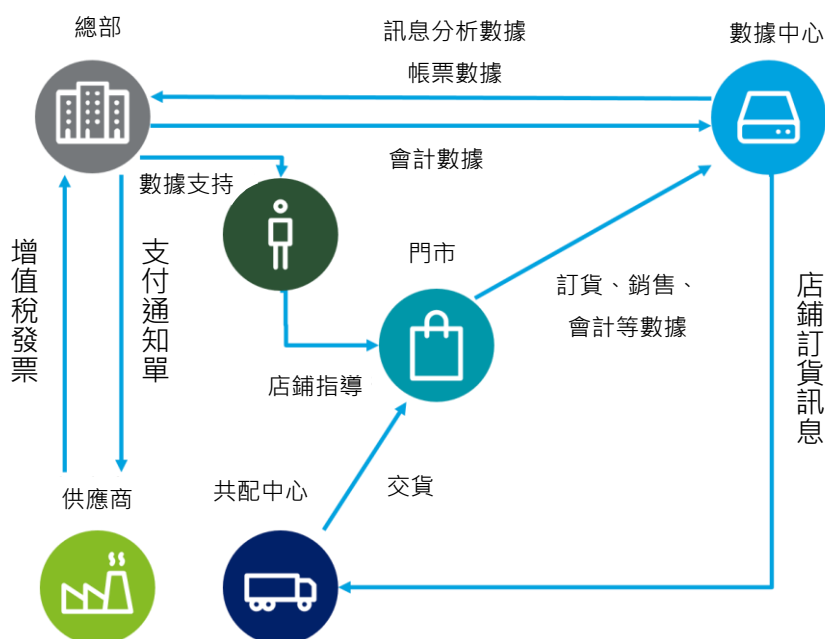 總部
訊息分析數據
數據中心
帳票數據
會計數據
數據支持
門市
增值稅發票
支付通知單
訂貨、銷售、
會計等數據
店鋪訂貨訊息
店鋪指導
供應商
共配中心
交貨